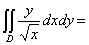 ∬_D y/√x dxdy =